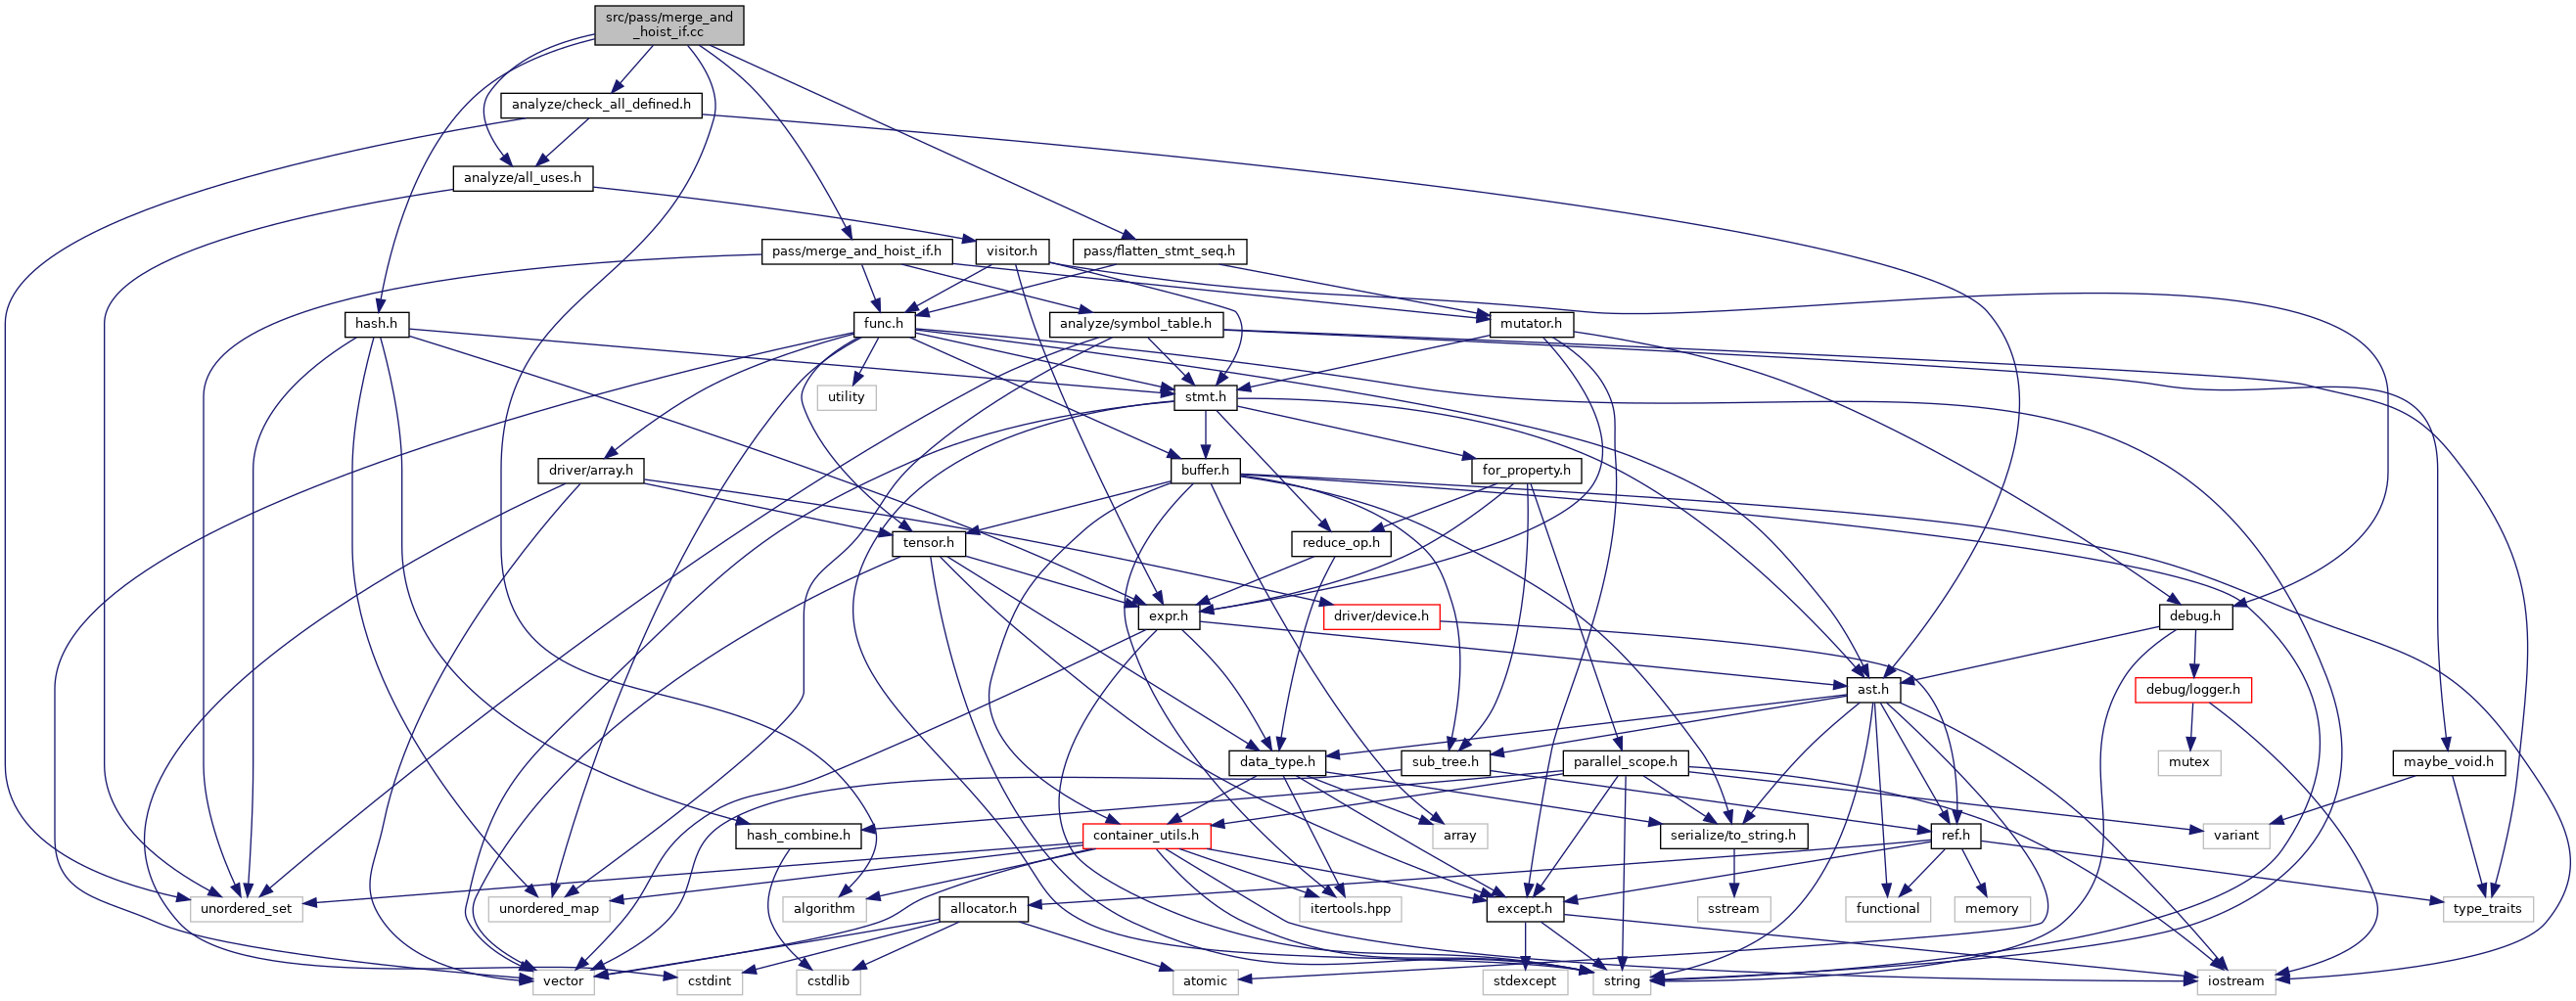 src/pass/merge_and
_hoist_if.cc
analyze/check_all_defined.h
analyze/all_uses.h
pass/merge_and_hoist_if.h
visitor.h
pass/flatten_stmt_seq.h
hash.h
func.h
analyze/symbol_table.h
mutator.h
utility
stmt.h
driver/array.h
buffer.h
for_property.h
tensor.h
reduce_op.h
expr.h
driver/device.h
debug.h
ast.h
debug/logger.h
data_type.h
sub_tree.h
parallel_scope.h
mutex
maybe_void.h
hash_combine.h
container_utils.h
array
serialize/to_string.h
ref.h
variant
unordered_set
unordered_map
algorithm
allocator.h
itertools.hpp
except.h
sstream
functional
memory
type_traits
vector
cstdint
cstdlib
atomic
stdexcept
string
iostream